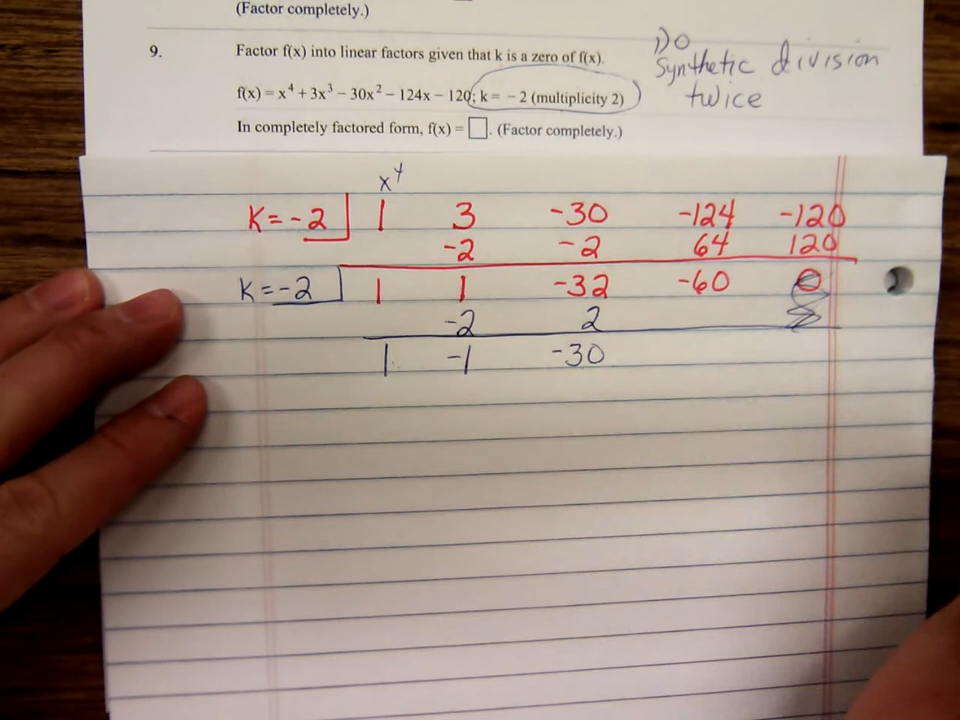 (Factor completely.)
9. Factor f(x) into linear factors given that k is a zero of f(x).
f(x) = x⁴ + 3x³ − 30x² − 124x − 120; k = − 2 (multiplicity 2)
In completely factored form, f(x) = □. (Factor completely.)
1) DO
Synthetic division
twice
x⁴
K = -2 1 3 -30 -124 -120
-2 -2 64 120
K = -2 1 1 -32 -60 0
-2 2
1 -1 -30